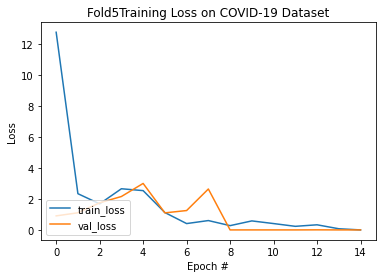 Fold5Training Loss on COVID-19 Dataset
Loss
12
10
8
6
4
2
0
train_loss
val_loss
0 2 4 6 8 10 12 14
Epoch #